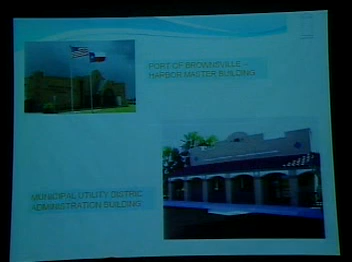 PORT OF BROWNSVILLE -
HARBOR MASTER BUILDING
MUNICIPAL UTILITY DISTRIC
ADMINISTRATION BUILDING